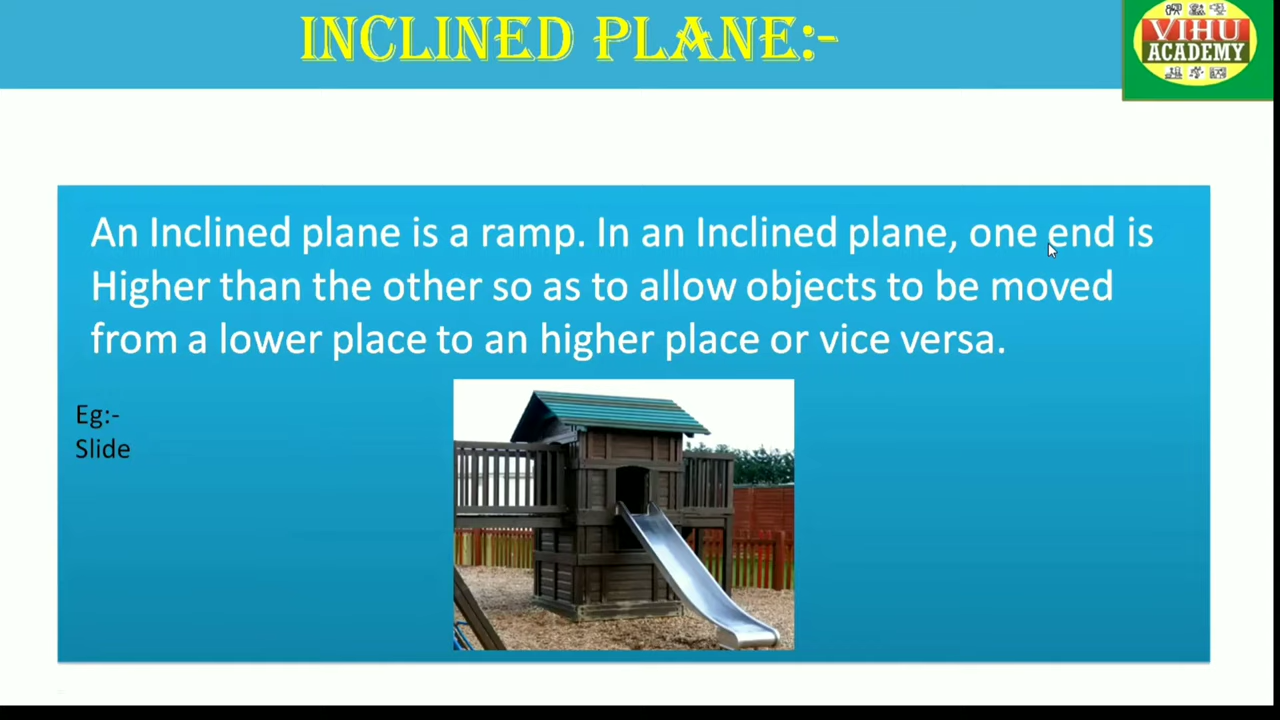 INCLINED PLANE:-
VIHU
ACADEMY
An Inclined plane is a ramp. In an Inclined plane, one end is
Higher than the other so as to allow objects to be moved
from a lower place to an higher place or vice versa.
Eg:-
Slide